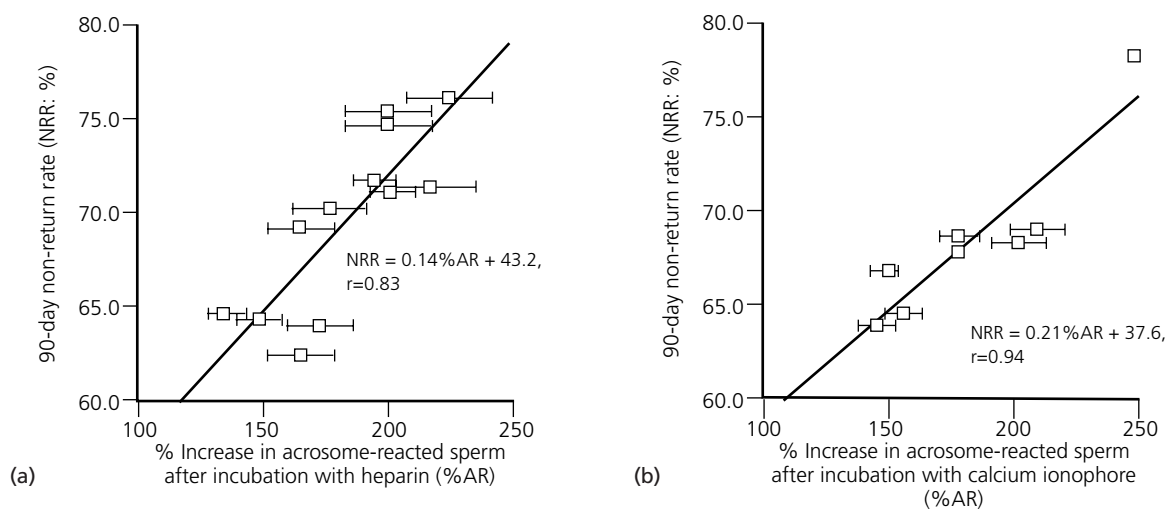 90-day non-return rate (NRR: %)
80.0
75.0
70.0
65.0
60.0
NRR = 0.14%AR + 43.2,
r=0.83
100
150
200
250
% Increase in acrosome-reacted sperm
after incubation with heparin (%AR)
(a)
90-day non-return rate (NRR: %)
80.0
75.0
70.0
65.0
60.0
NRR = 0.21%AR + 37.6,
r=0.94
100
150
200
250
% Increase in acrosome-reacted sperm
after incubation with calcium ionophore
(%AR)
(b)